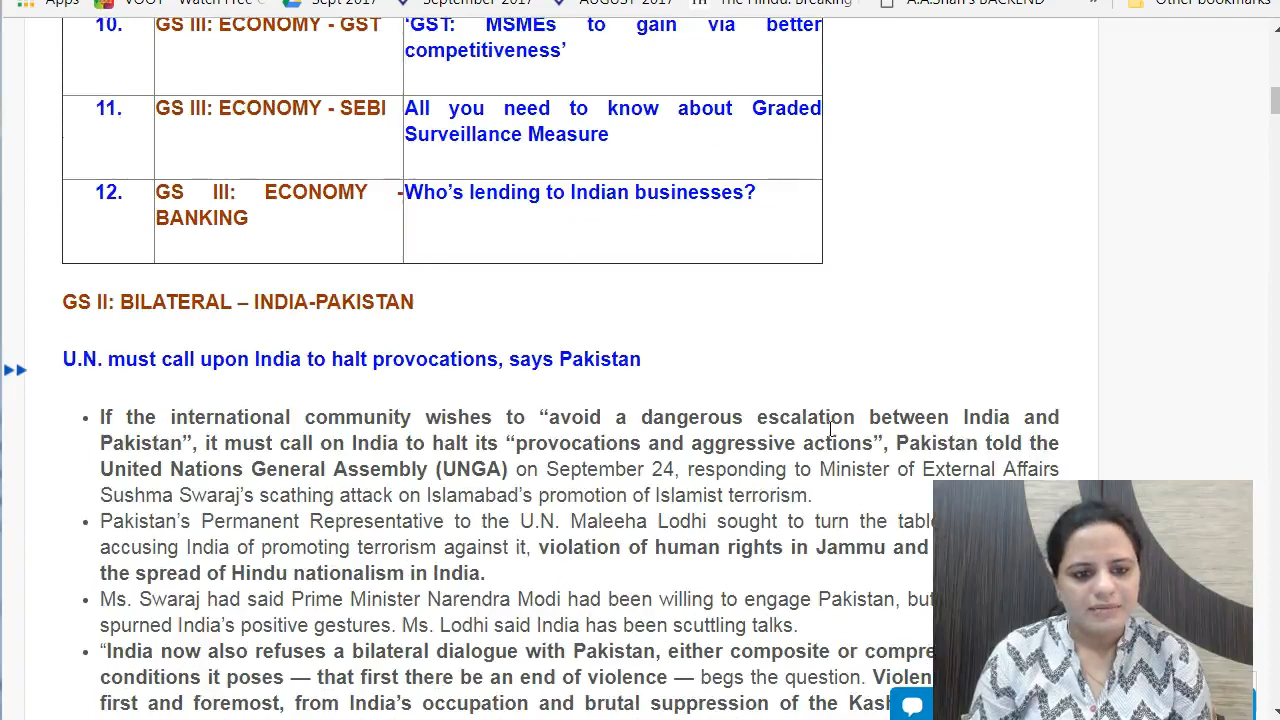 Apps
VOOT
Watch Free
Sept 2017
September 2017
AUGUST 2017
TH
The Hindu: Breaking
A.A.Shah's BACKEND
»
Other bookmarks
10. GS III: ECONOMY - GST ‘GST: MSMEs to gain via better
competitiveness’
11. GS III: ECONOMY - SEBI All you need to know about Graded
Surveillance Measure
12. GS III: ECONOMY - Who’s lending to Indian businesses?
BANKING
GS II: BILATERAL – INDIA-PAKISTAN
U.N. must call upon India to halt provocations, says Pakistan
• If the international community wishes to “avoid a dangerous escalation between India and
Pakistan”, it must call on India to halt its “provocations and aggressive actions”, Pakistan told the
United Nations General Assembly (UNGA) on September 24, responding to Minister of External Affairs
Sushma Swaraj’s scathing attack on Islamabad’s promotion of Islamist terrorism.
• Pakistan’s Permanent Representative to the U.N. Maleeha Lodhi sought to turn the
accusing India of promoting terrorism against it, violation of human rights in Jammu and
the spread of Hindu nationalism in India.
• Ms. Swaraj had said Prime Minister Narendra Modi had been willing to engage Pakistan, but
spurned India’s positive gestures. Ms. Lodhi said India has been scuttling talks.
• “India now also refuses a bilateral dialogue with Pakistan, either composite or
conditions it poses — that first there be an end of violence — begs the question.
first and foremost, from India’s occupation and brutal suppression of the